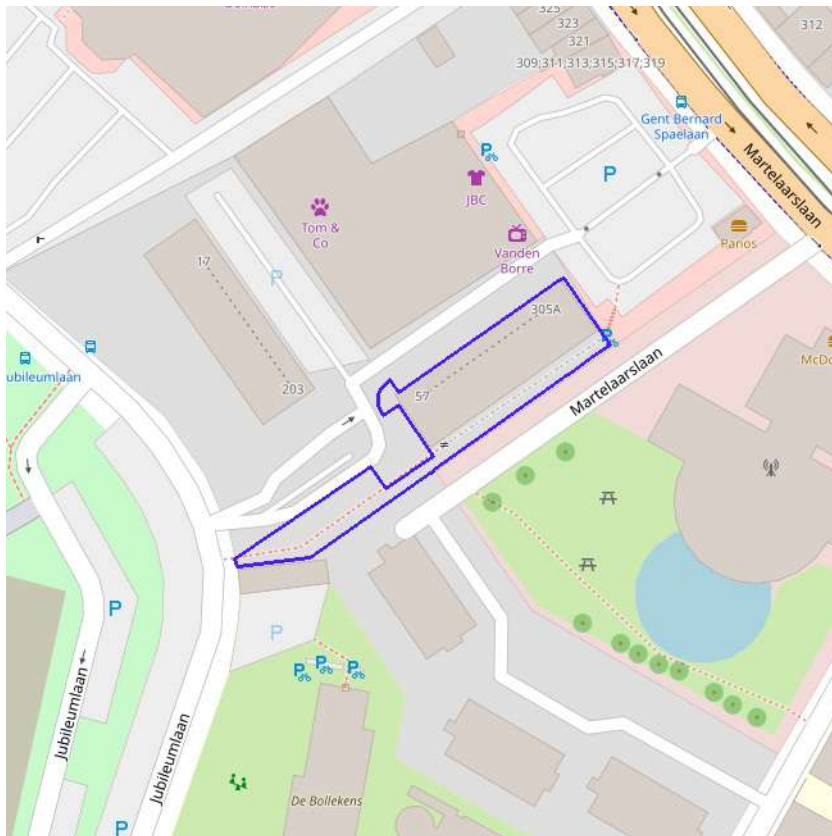 325
323
321
309;311;313;315;317;319
312
Gent Bernard
Spaelaan
P
P
JBC
Martelaarslaan
Tom &
Co
Vanden
Borre
Panos
17
P
305A
P
McDo
ubileumlaan
203
57
Martelaarslaan
P
P
P
P
P
Jubileumlaan
Jubileumlaan
De Bollekens
P